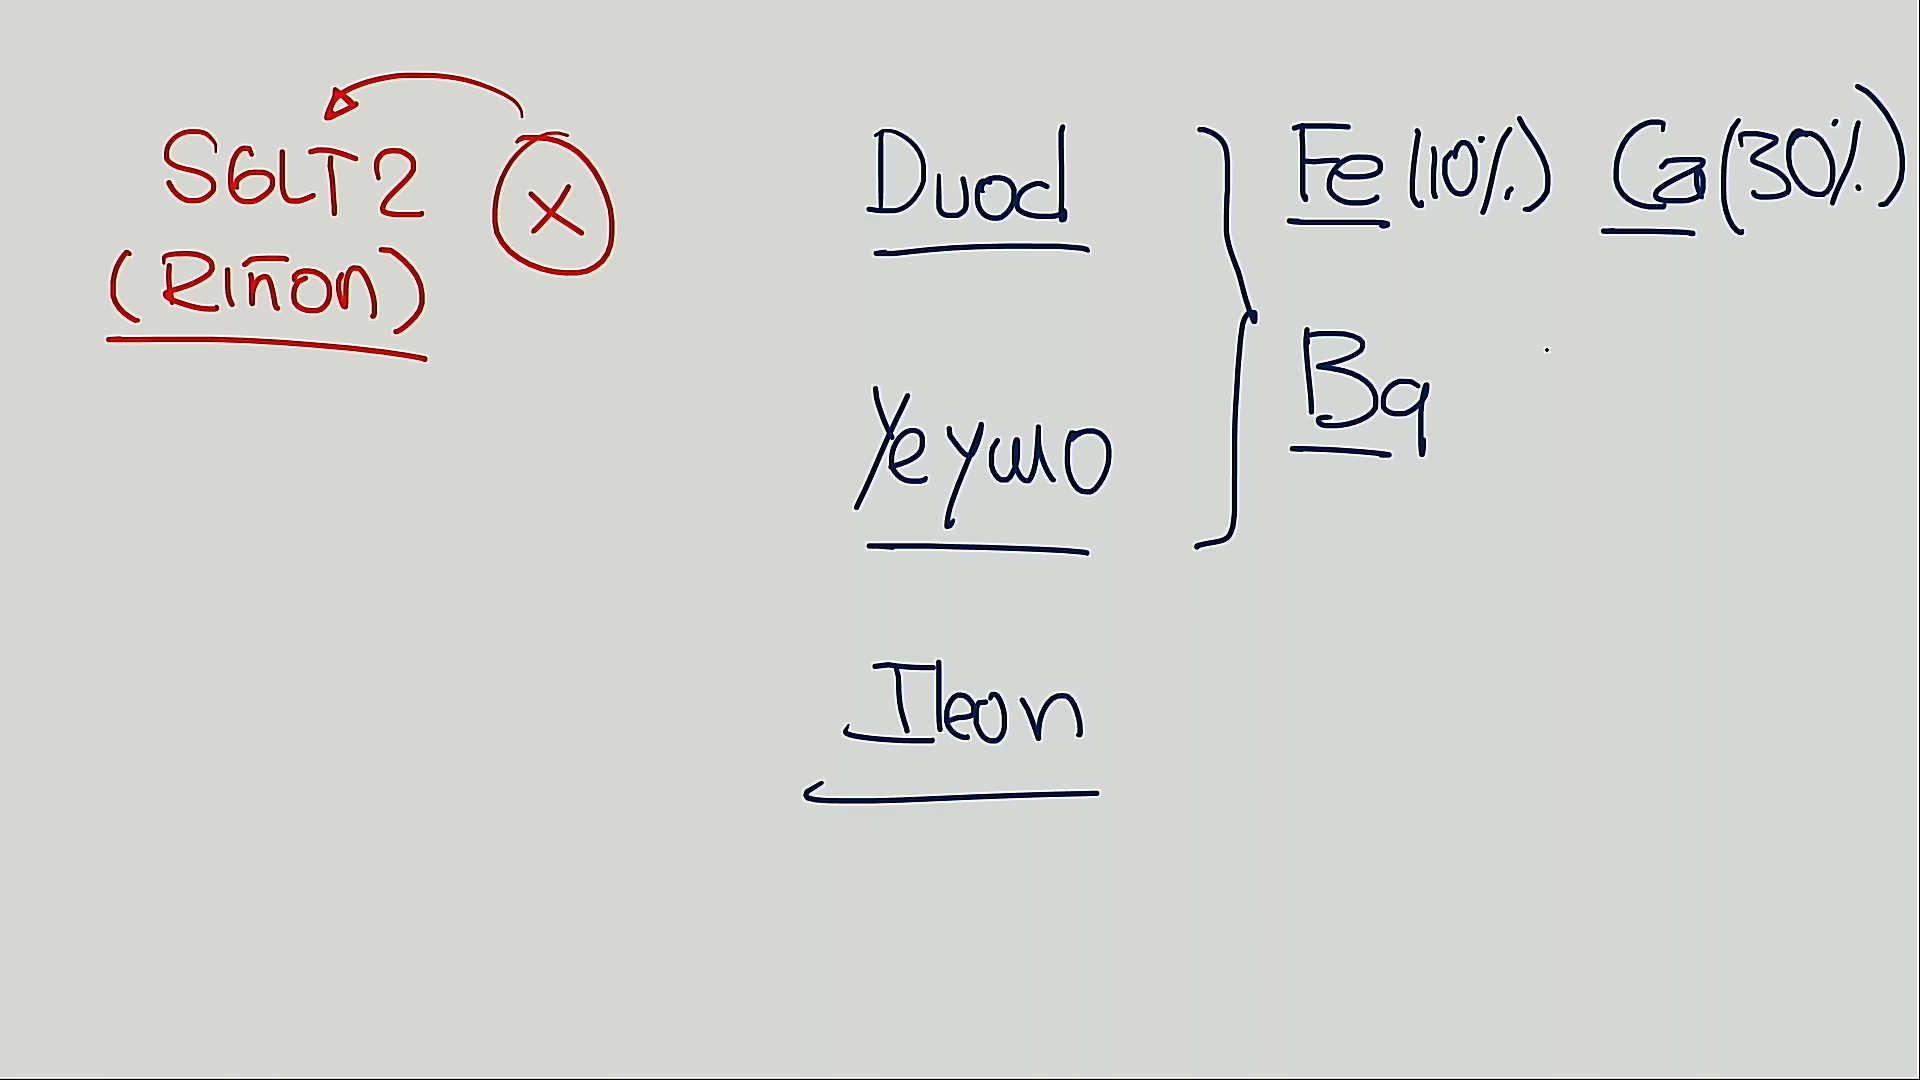 SGLT2
(Riñon)
X
Duod
Yeyuno
Ileon
Fe (10%) Ca (30%)
Bq